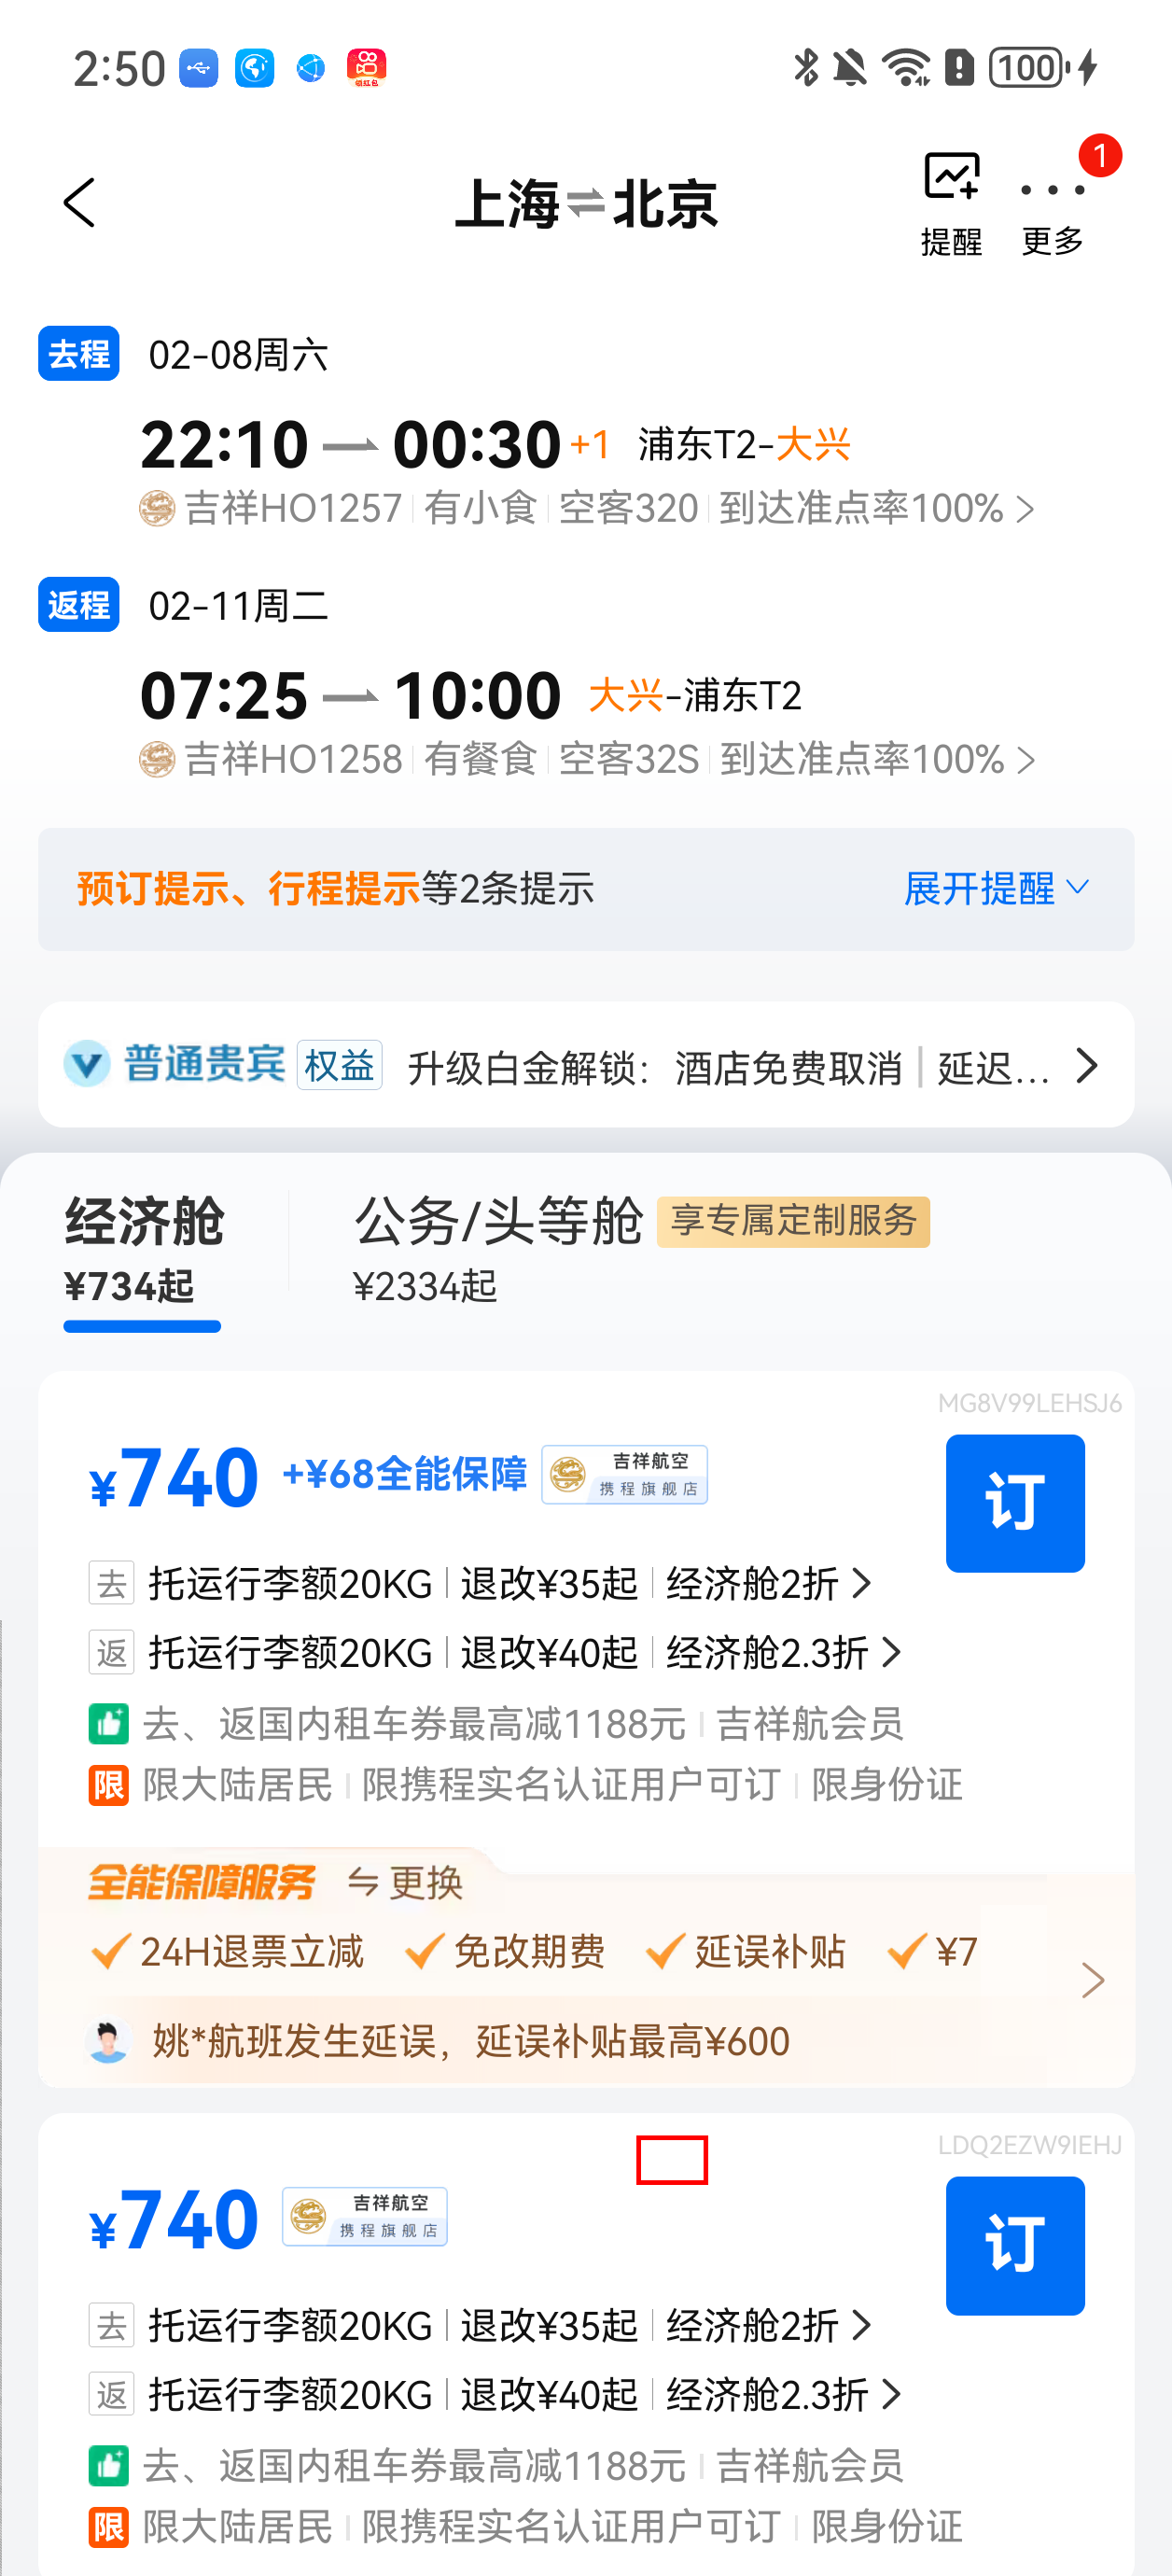 2:50 领红包 100
上海⇌北京 提醒 更多 1
去程 02-08周六
22:10 00:30 +1 浦东T2-大兴
吉祥HO1257 有小食 空客320 到达准点率100%
返程 02-11周二
07:25 10:00 大兴-浦东T2
吉祥HO1258 有餐食 空客32S 到达准点率100%
预订提示、行程提示等2条提示 展开提醒
普通贵宾 权益 升级白金解锁：酒店免费取消 | 延迟...
经济舱 公务/头等舱 享专属定制服务
¥734起 ¥2334起
MG8V99LEHSJ6
¥740 +¥68全能保障 吉祥航空 携程旗舰店 订
去 托运行李额20KG 退改¥35起 经济舱2折
返 托运行李额20KG 退改¥40起 经济舱2.3折
去、返国内租车券最高减1188元 吉祥航会员
限 限大陆居民 限携程实名认证用户可订 限身份证
全能保障服务 更换
24H退票立减 免改期费 延误补贴 ¥7
姚*航班发生延误，延误补贴最高¥600
LDQ2EZW9IEHJ
¥740 吉祥航空 携程旗舰店 订
去 托运行李额20KG 退改¥35起 经济舱2折
返 托运行李额20KG 退改¥40起 经济舱2.3折
去、返国内租车券最高减1188元 吉祥航会员
限 限大陆居民 限携程实名认证用户可订 限身份证